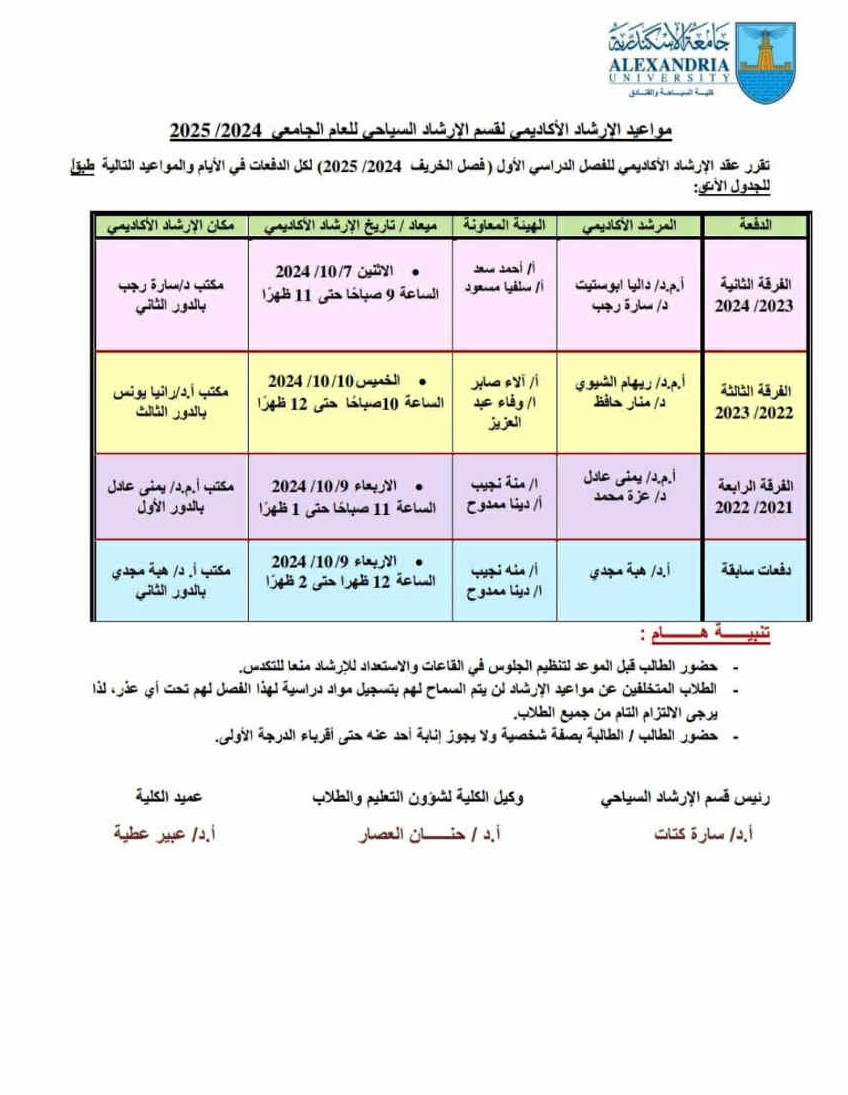 جامعة الإسكندرية
ALEXANDRIA
UNIVERSITY
كلية السياحة والفنادق
مواعيد الإرشاد الأكاديمي لقسم الإرشاد السياحي للعام الجامعي 2024/ 2025
تقرر عقد الإرشاد الأكاديمي للفصل الدراسي الأول ( فصل الخريف 2024/ 2025) لكل الدفعات في الأيام والمواعيد التالية طبقًا
للجدول الآتي:
الدفعة المرشد الأكاديمي الهيئة المعاونة ميعاد / تاريخ الإرشاد الأكاديمي مكان الإرشاد الأكاديمي
الفرقة الثانية
2023/ 2024
أ.م.د/ داليا ابوستيت
د/ سارة رجب
أ/ أحمد سعد
أ/ سلفيا مسعود
• الاثنين 10/7/ 2024
الساعة 9 صباحًا حتى 11 ظهرًا
مكتب د/سارة رجب
بالدور الثاني
الفرقة الثالثة
2022/ 2023
أ.م.د/ ريهام الشيوي
د/ منار حافظ
أ/ آلاء صابر
ا/ وفاء عبد
العزيز
• الخميس 10/10/ 2024
الساعة 10صباحًا حتى 12 ظهرًا
مكتب أ.د/رانيا يونس
بالدور الثالث
الفرقة الرابعة
2021/ 2022
أ.م.د/ يمنى عادل
د/ عزة محمد
ا/ منة نجيب
أ/ دينا ممدوح
• الاربعاء 10/9/ 2024
الساعة 11 صباحًا حتى 1 ظهرًا
مكتب أ.م.د/ يمنى عادل
بالدور الأول
دفعات سابقة
أ.د/ هبة مجدي
أ/ منه نجيب
ا/ دينا ممدوح
• الاربعاء 10/9/ 2024
الساعة 12 ظهرا حتى 2 ظهرًا
مكتب أ. د/ هبة مجدي
بالدور الثاني
تنبيـــة هــــام :
- حضور الطالب قبل الموعد لتنظيم الجلوس في القاعات والاستعداد للإرشاد منعا للتكدس.
- الطلاب المتخلفين عن مواعيد الإرشاد لن يتم السماح لهم بتسجيل مواد دراسية لهذا الفصل لهم تحت أي عذر، لذا
يرجى الالتزام التام من جميع الطلاب.
- حضور الطالب / الطالبة بصفة شخصية ولا يجوز إنابة أحد عنه حتى أقرباء الدرجة الأولى.
رئيس قسم الإرشاد السياحي وكيل الكلية لشؤون التعليم والطلاب عميد الكلية
أ.د/ سارة كتات أ.د / حنـــان العصار أ.د/ عبير عطية